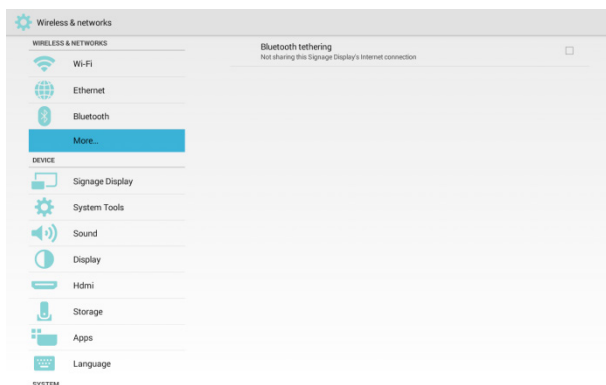 Wireless & networks
WIRELESS & NETWORKS
Wi-Fi
Ethernet
Bluetooth
More...
DEVICE
Signage Display
System Tools
Sound
Display
Hdmi
Storage
Apps
Language
SYSTEM
Bluetooth tethering
Not sharing this Signage Display's Internet connection